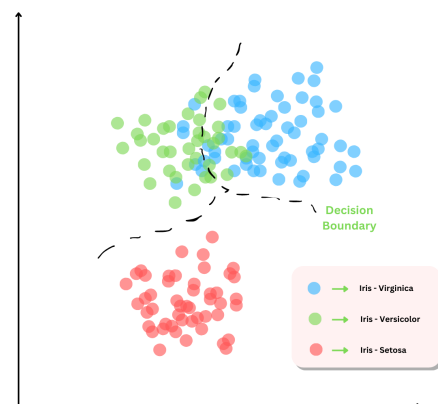 Decision
Boundary
Iris - Virginica
Iris - Versicolor
Iris - Setosa